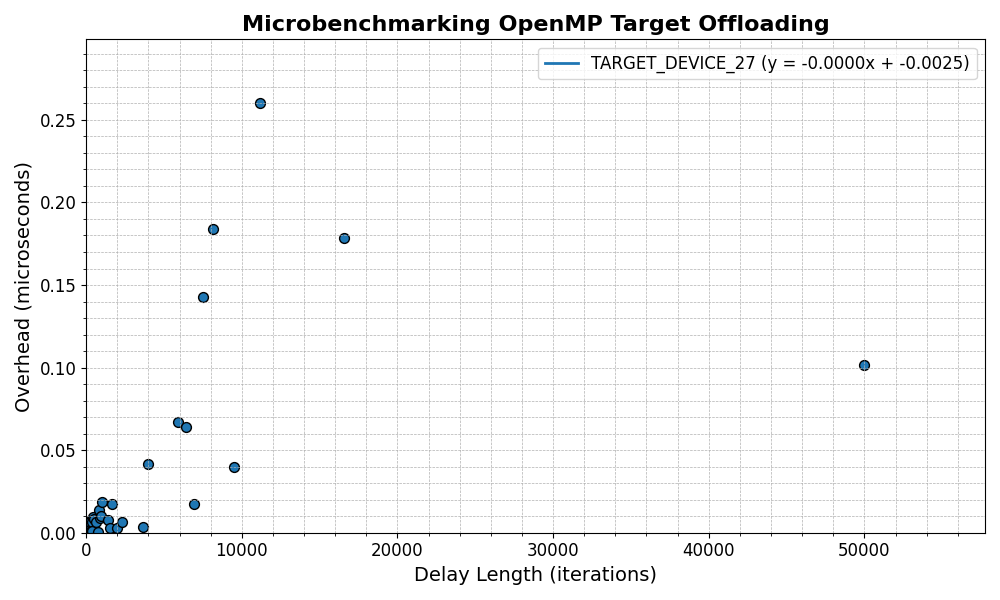 Microbenchmarking OpenMP Target Offloading
TARGET_DEVICE_27 (y = -0.0000x + -0.0025)
Overhead (microseconds)
0.25
0.20
0.15
0.10
0.05
0.00
0 10000 20000 30000 40000 50000
Delay Length (iterations)